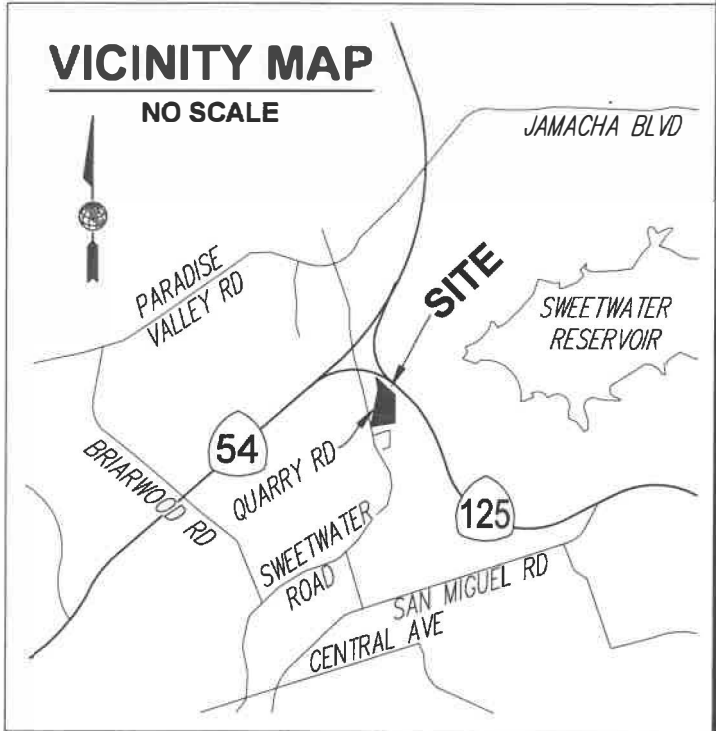 VICINITY MAP
NO SCALE
JAMACHA BLVD
PARADISE
VALLEY RD
SITE
SWEETWATER
RESERVOIR
54
QUARRY RD
BRIARWOOD RD
125
SWEETWATER
ROAD
SAN MIGUEL RD
CENTRAL AVE